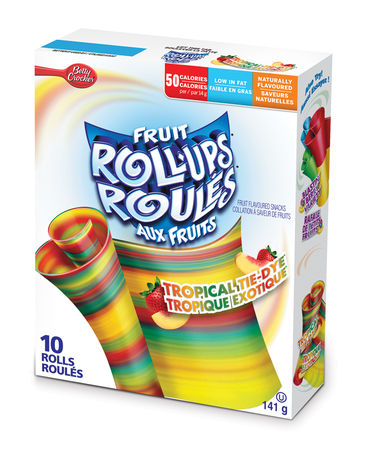 Betty
Crocker
50 CALORIES
CALORIES
per / par 14 g
LOW IN FAT
FAIBLE EN GRAS
NATURALLY
FLAVOURED
SAVEURS
NATURELLES
FRUIT
ROLL-UPS
ROULÉS
AUX FRUITS
FRUIT FLAVOURED SNACKS
COLLATION À SAVEUR DE FRUITS
TROPICAL TIE-DYE
TROPIQUE EXOTIQUE
10
ROLLS
ROULÉS
U
141 g